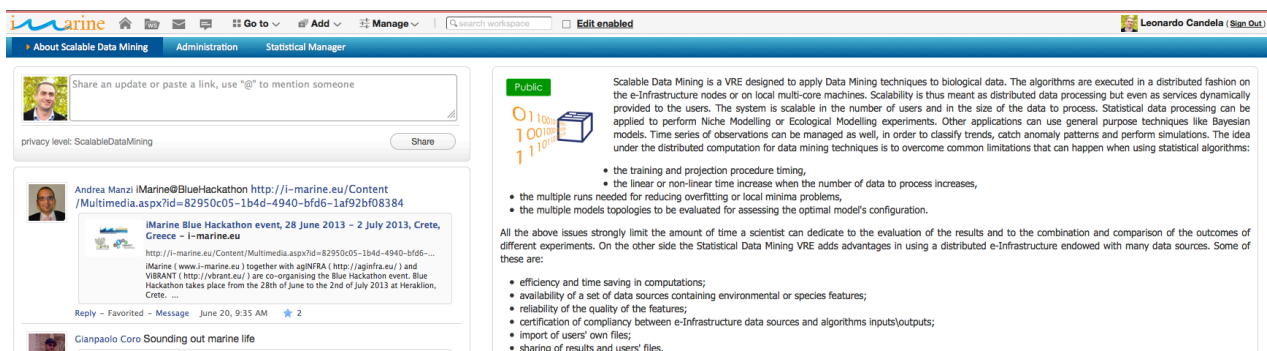 imarine Go to Add Manage search workspace Edit enabled Leonardo Candela (Sign Out)
About Scalable Data Mining Administration Statistical Manager
Share an update or paste a link, use "@" to mention someone
privacy level: ScalableDataMining Share
Andrea Manzi iMarine@BlueHackathon http://i-marine.eu/Content
/Multimedia.aspx?id=82950c05-1b4d-4940-bfd6-1af92bf08384
iMarine Blue Hackathon event, 28 June 2013 - 2 July 2013, Crete,
Greece - i-marine.eu
http://i-marine.eu/Content/Multimedia.aspx?id=82950c05-1b4d-4940-bfd6-...
iMarine ( www.i-marine.eu ) together with agINFRA ( http://aginfra.eu/ ) and
ViBRANT ( http://vbrant.eu/ ) are co-organising the Blue Hackathon event. Blue
Hackathon takes place from the 28th of June to the 2nd of July 2013 at Heraklion,
Crete. ...
Reply - Favorited - Message June 20, 9:35 AM 2
Gianpaolo Coro Sounding out marine life
Public
Scalable Data Mining is a VRE designed to apply Data Mining techniques to biological data. The algorithms are executed in a distributed fashion on
the e-Infrastructure nodes or on local multi-core machines. Scalability is thus meant as distributed data processing but even as services dynamically
provided to the users. The system is scalable in the number of users and in the size of the data to process. Statistical data processing can be
applied to perform Niche Modelling or Ecological Modelling experiments. Other applications can use general purpose techniques like Bayesian
models. Time series of observations can be managed as well, in order to classify trends, catch anomaly patterns and perform simulations. The idea
under the distributed computation for data mining techniques is to overcome common limitations that can happen when using statistical algorithms:
• the training and projection procedure timing,
• the linear or non-linear time increase when the number of data to process increases,
• the multiple runs needed for reducing overfitting or local minima problems,
• the multiple models topologies to be evaluated for assessing the optimal model's configuration.
All the above issues strongly limit the amount of time a scientist can dedicate to the evaluation of the results and to the combination and comparison of the outcomes of
different experiments. On the other side the Statistical Data Mining VRE adds advantages in using a distributed e-Infrastructure endowed with many data sources. Some of
these are:
• efficiency and time saving in computations;
• availability of a set of data sources containing environmental or species features;
• reliability of the quality of the features;
• certification of compliancy between e-Infrastructure data sources and algorithms inputs\outputs;
• import of users' own files;
• sharing of results and users' files.